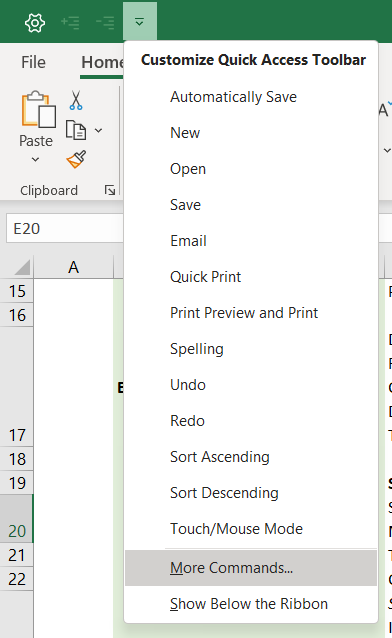 Customize Quick Access Toolbar
File
Home
Automatically Save
New
Open
Save
Email
Quick Print
Print Preview and Print
Spelling
Undo
Redo
Sort Ascending
Sort Descending
Touch/Mouse Mode
More Commands...
Show Below the Ribbon
Paste
Clipboard
E20
A
15
16
17
18
19
20
21
22